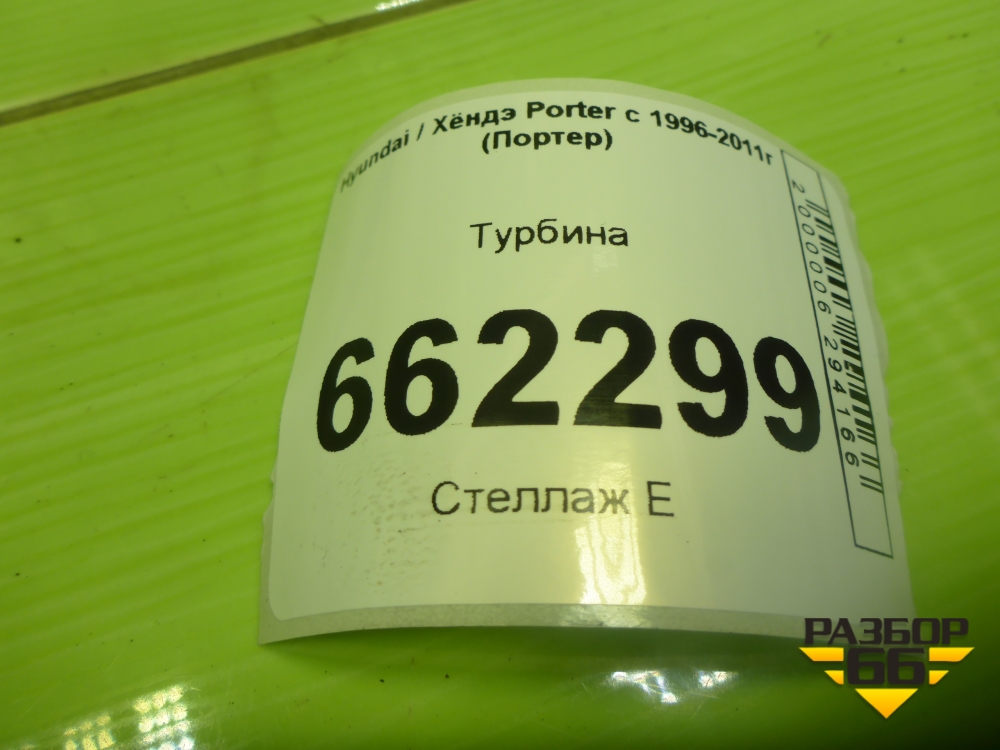 Hyundai / Хёндэ Porter с 1996-2011г
(Портер)
Турбина
662299
Стеллаж Е
2000006294166
РАЗБОР
66